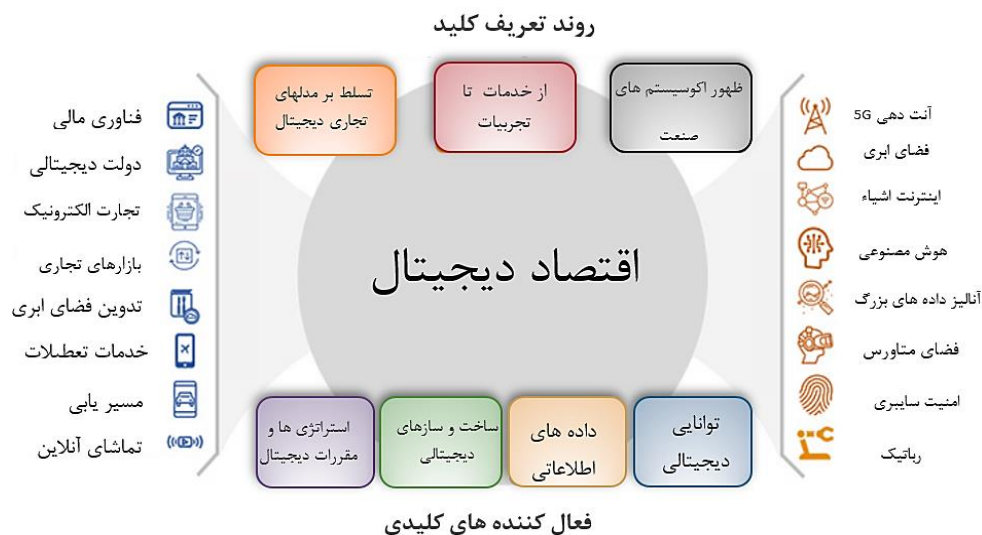 روند تعریف کلید
ظهور اکوسیستم های
صنعت
از خدمات تا
تجربیات
تسلط بر مدلهای
تجاری دیجیتال
آنت دهی 5G
فضای ابری
اینترنت اشیاء
هوش مصنوعی
آنالیز داده های بزرگ
فضای متاورس
امنیت سایبری
رباتیک
اقتصاد دیجیتال
فناوری مالی
دولت دیجیتالی
تجارت الکترونیک
بازارهای تجاری
تدوین فضای ابری
خدمات تعطیلات
مسیر یابی
تماشای آنلاین
توانایی
دیجیتالی
داده های
اطلاعاتی
ساخت و سازهای
دیجیتالی
استراتژی ها و
مقررات دیجیتال
فعال کننده های کلیدی